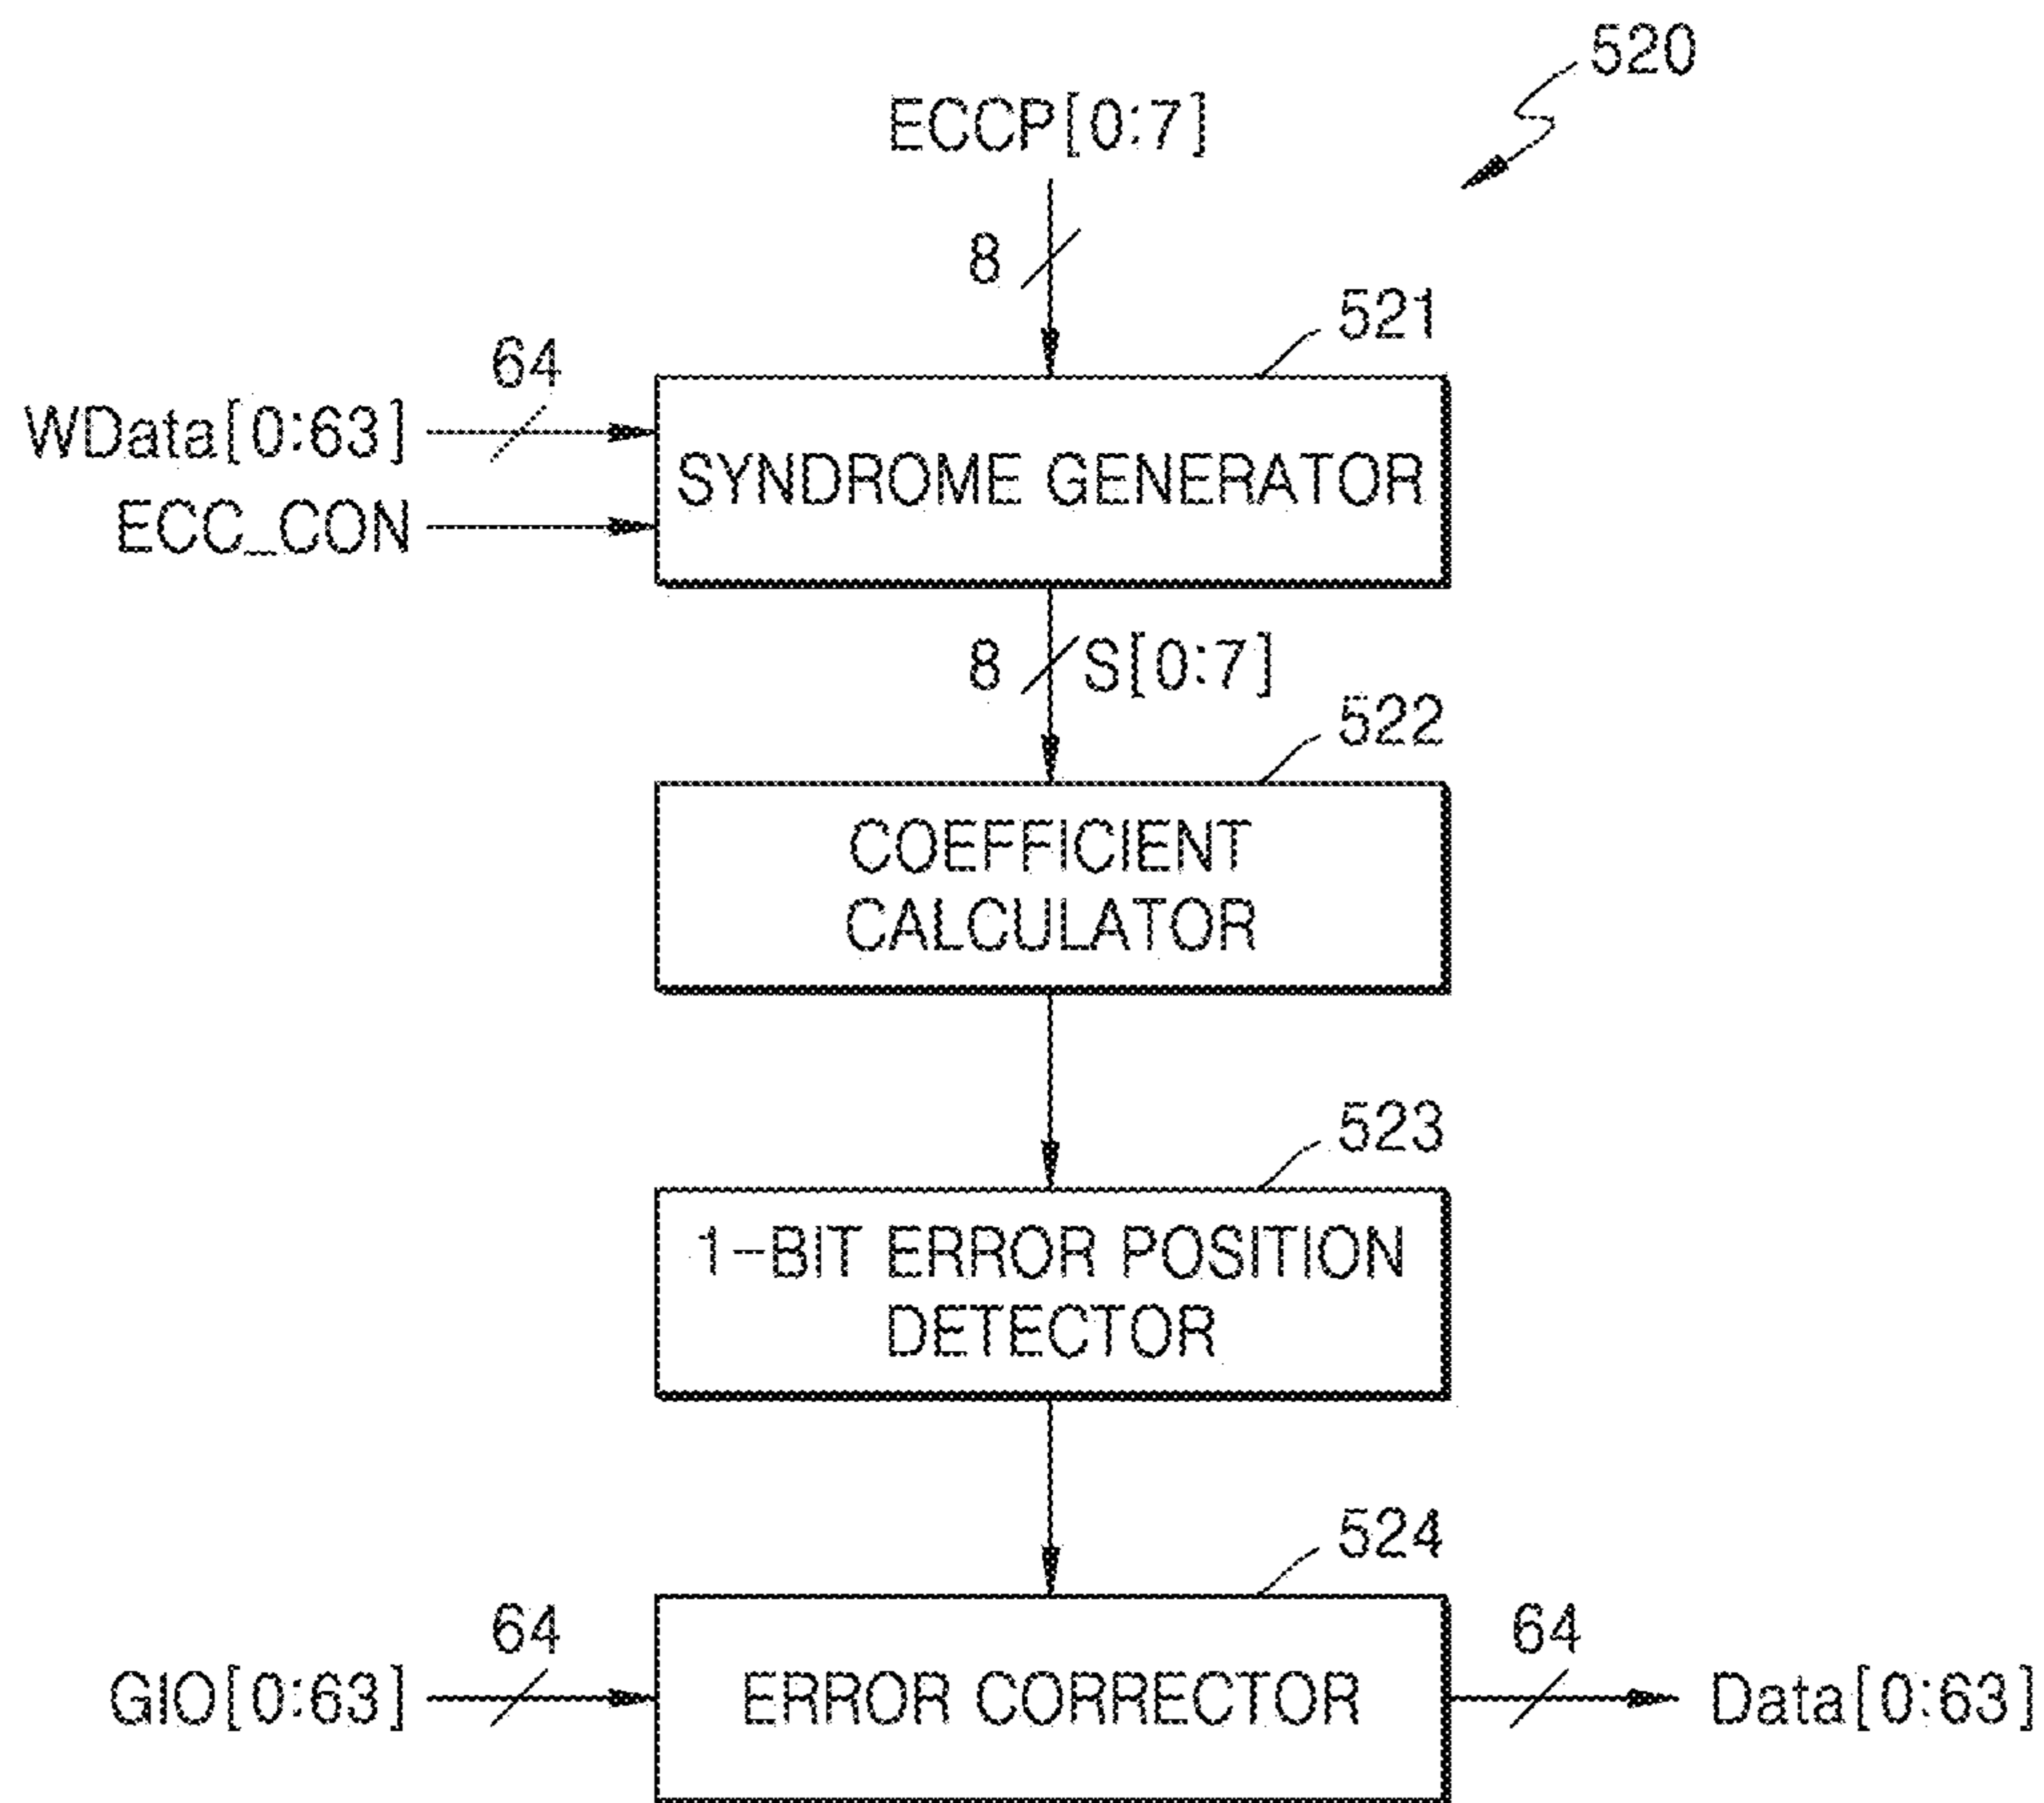 520
ECCP[0:7]
8
521
64
WData[0:63]
ECC_CON
SYNDROME GENERATOR
8
S[0:7]
522
COEFFICIENT
CALCULATOR
523
1-BIT ERROR POSITION
DETECTOR
524
64
GIO[0:63]
ERROR CORRECTOR
64
Data[0:63]